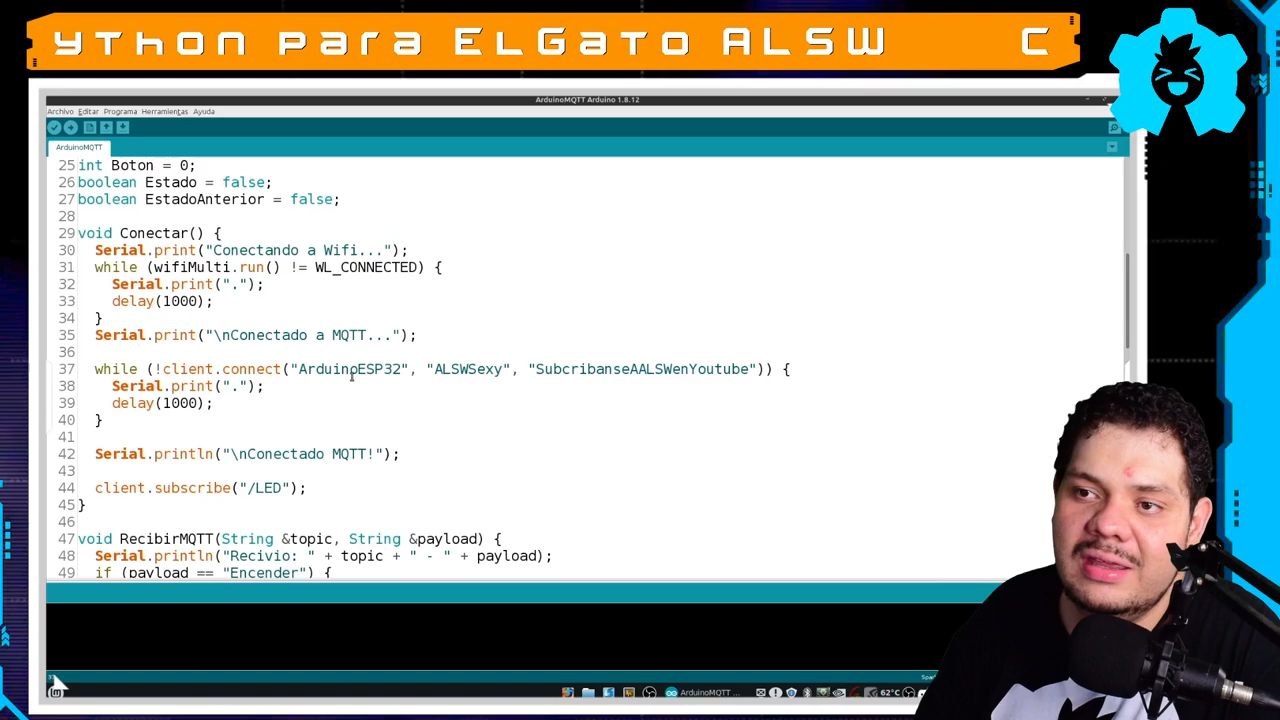 ython para ELGato ALSW C
ArduinoMQTT Arduino 1.8.12
Archivo Editar Programa Herramientas Ayuda
ArduinoMQTT
25 int Boton = 0;
26 boolean Estado = false;
27 boolean EstadoAnterior = false;
28
29 void Conectar() {
30 Serial.print("Conectando a Wifi...");
31 while (wifiMulti.run() != WL_CONNECTED) {
32 Serial.print(".");
33 delay(1000);
34 }
35 Serial.print("\nConectado a MQTT...");
36
37 while (!client.connect("ArduinoESP32", "ALSWSexy", "SubcribanseAALSWenYoutube")) {
38 Serial.print(".");
39 delay(1000);
40 }
41
42 Serial.println("\nConectado MQTT!");
43
44 client.subscribe("/LED");
45 }
46
47 void RecibirMQTT(String &topic, String &payload) {
48 Serial.println("Recivio: " + topic + " - " + payload);
49 if (payload == "Encender") {
ArduinoMQTT ...
62°C